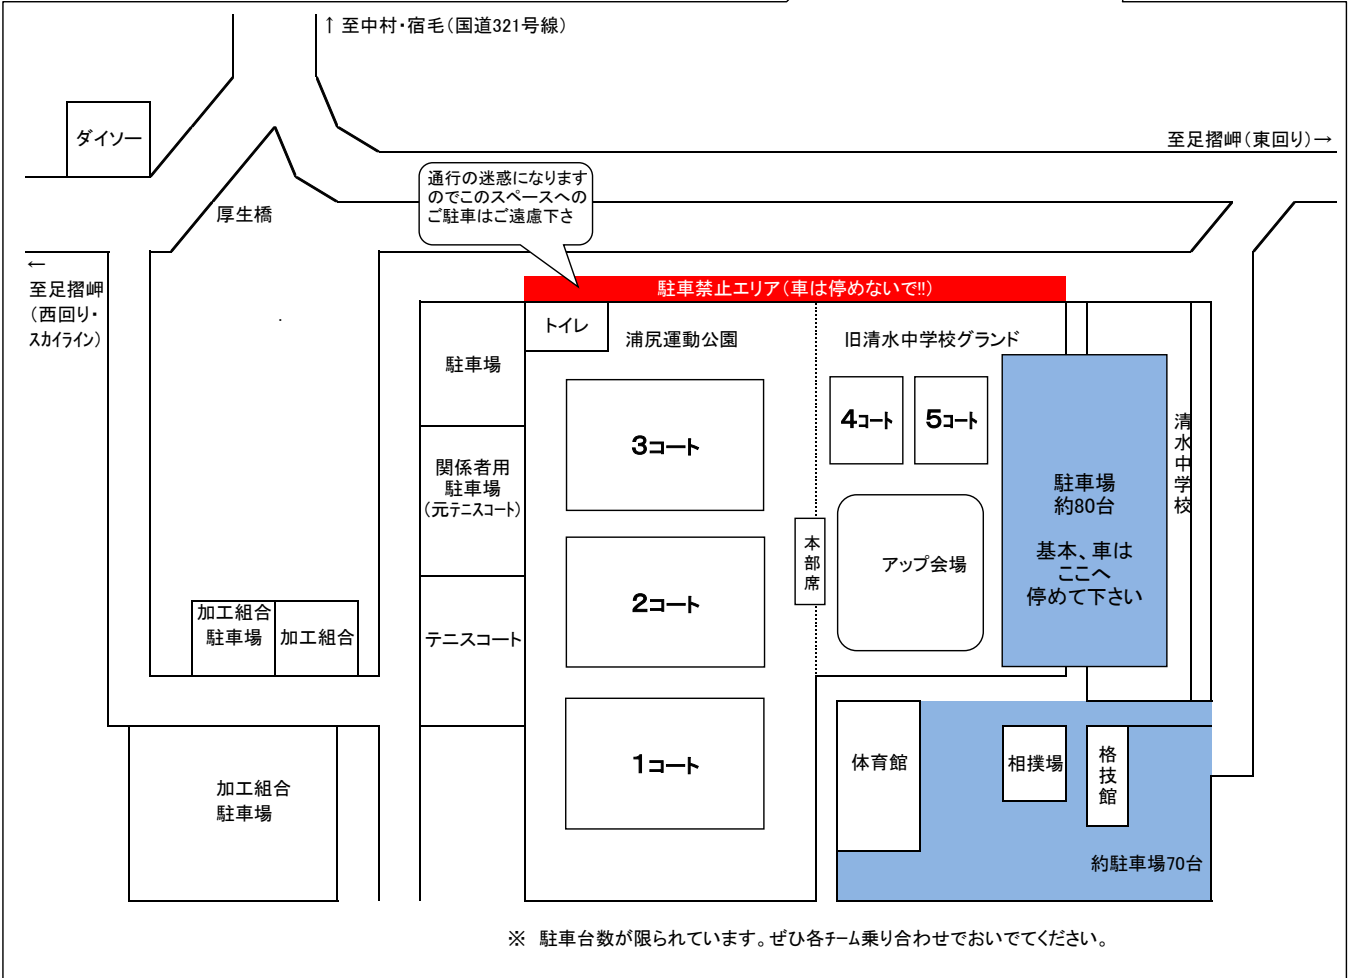 ↑ 至中村・宿毛（国道321号線）
ダイソー
至足摺岬（東回り）→
通行の迷惑になります
のでこのスペースへの
ご駐車はご遠慮下さ
厚生橋
←
至足摺岬
（西回り・
スカイライン）
駐車禁止エリア（車は停めないで!!）
トイレ
浦尻運動公園
旧清水中学校グランド
駐車場
3コート
4コート
5コート
清水中学校
関係者用
駐車場
（元テニスコート）
駐車場
約80台
基本、車は
ここへ
停めて下さい
本部席
アップ会場
2コート
加工組合
駐車場
加工組合
テニスコート
1コート
体育館
相撲場
格技館
加工組合
駐車場
約駐車場70台
※ 駐車台数が限られています。ぜひ各チーム乗り合わせでおいでてください。